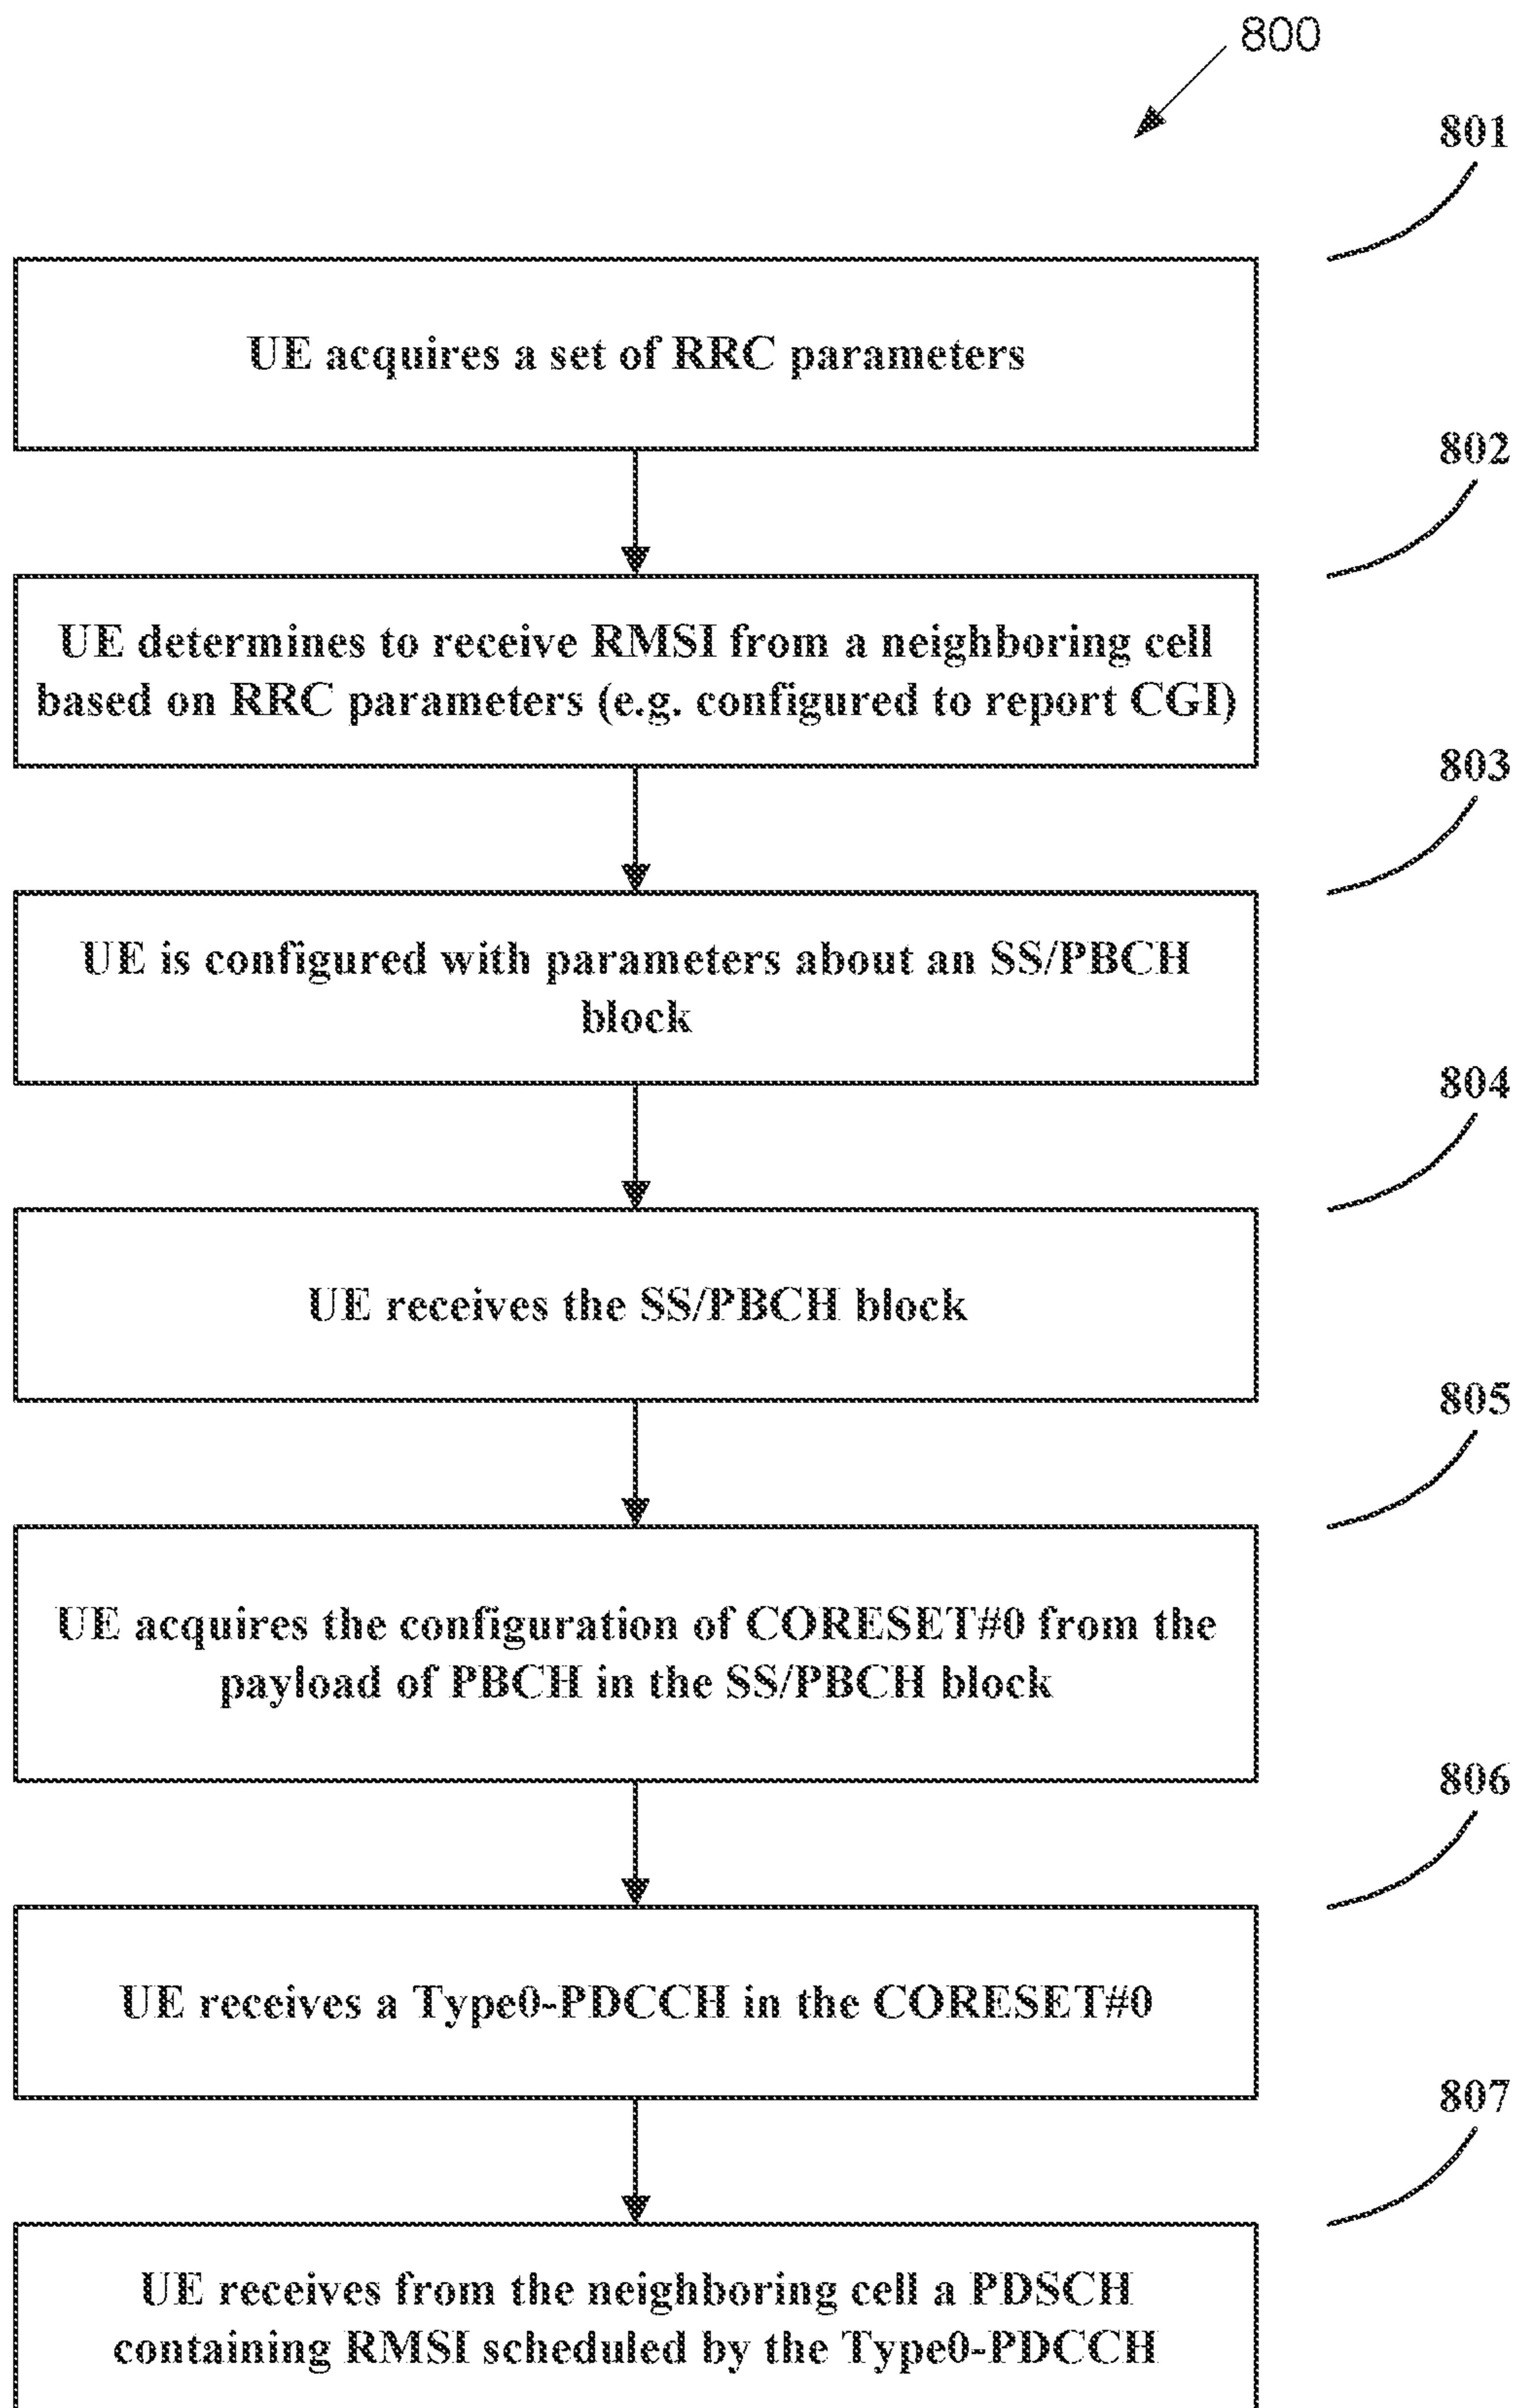 800
801
UE acquires a set of RRC parameters
802
UE determines to receive RMSI from a neighboring cell
based on RRC parameters (e.g. configured to report CGI)
803
UE is configured with parameters about an SS/PBCH
block
804
UE receives the SS/PBCH block
805
UE acquires the configuration of CORESET#0 from the
payload of PBCH in the SS/PBCH block
806
UE receives a Type0-PDCCH in the CORESET#0
807
UE receives from the neighboring cell a PDSCH
containing RMSI scheduled by the Type0-PDCCH